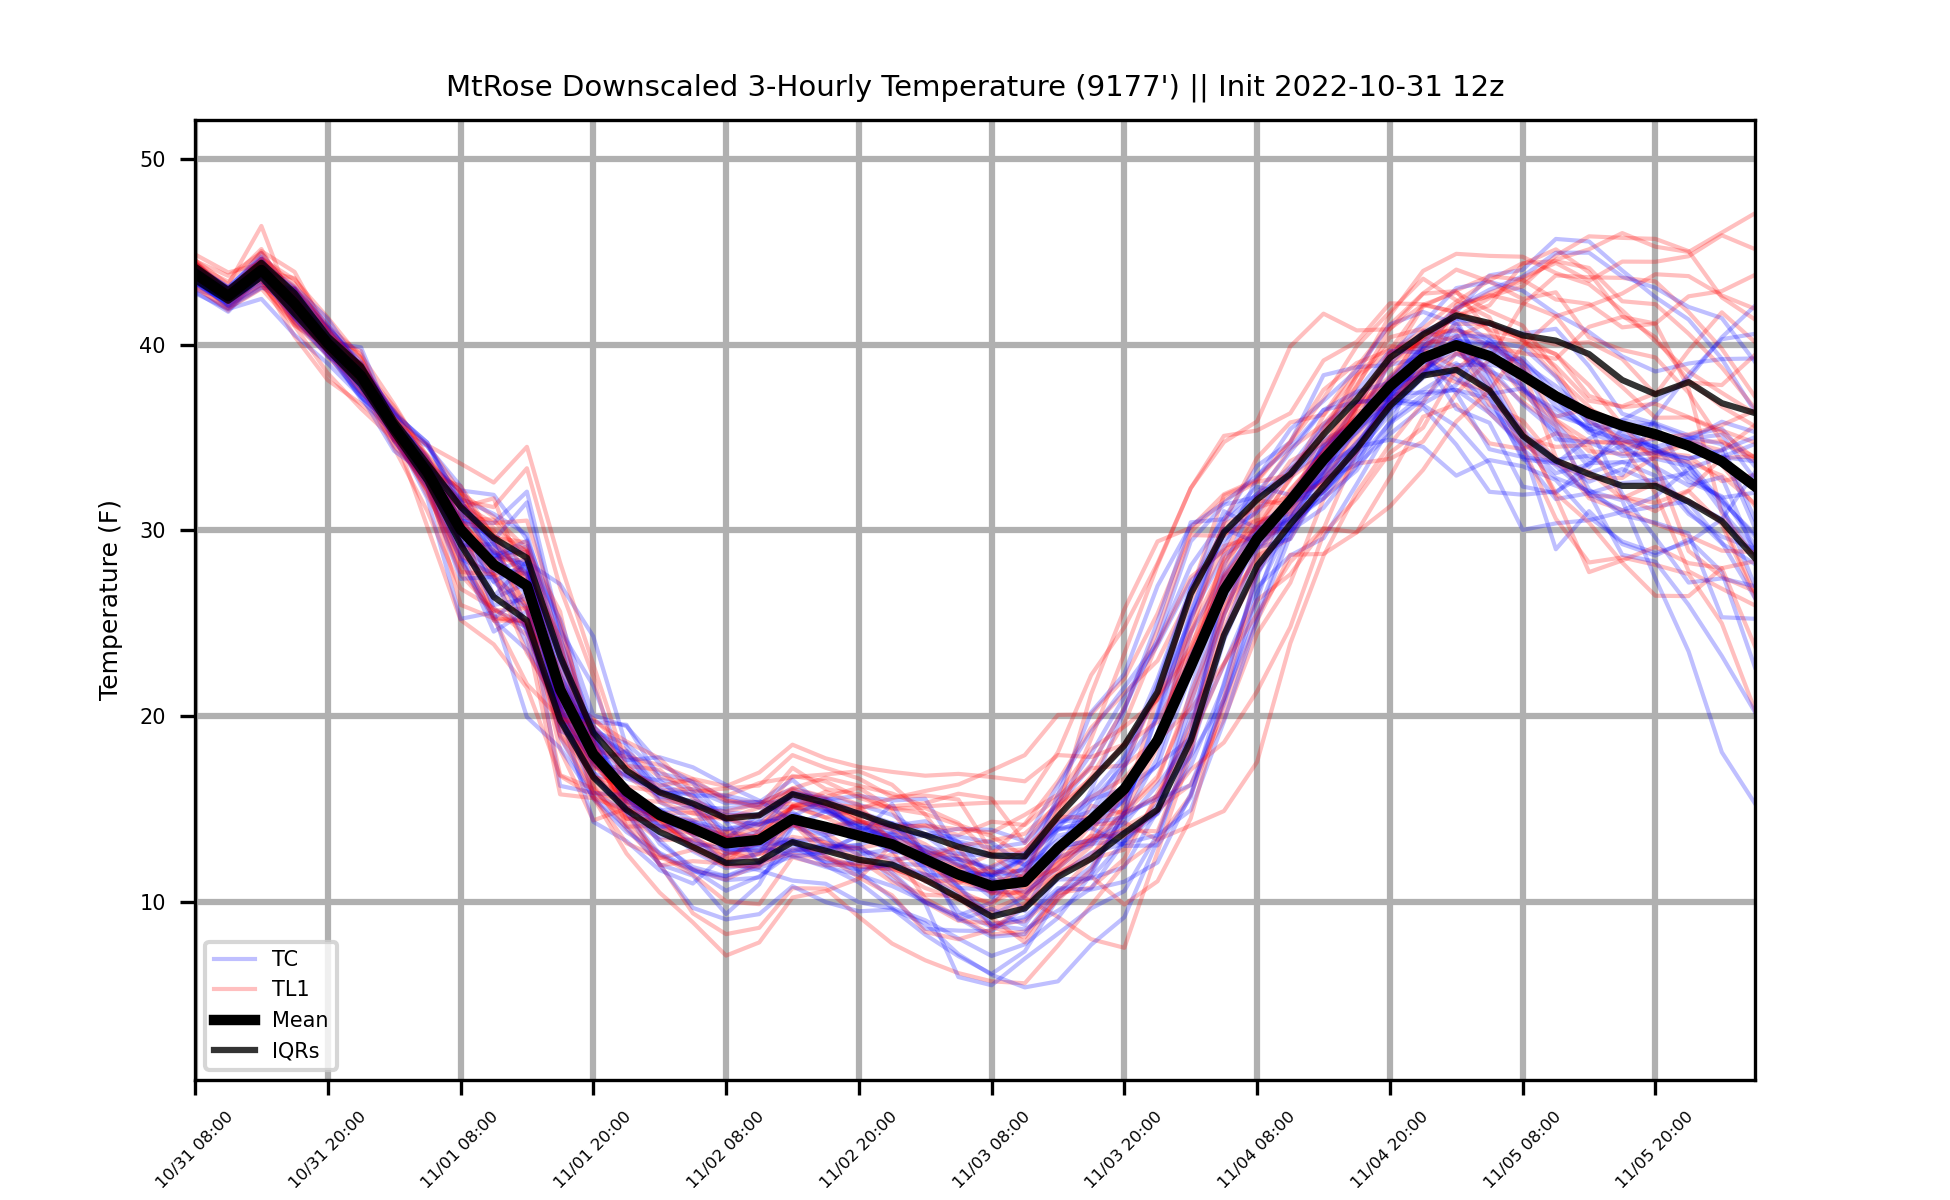 MtRose Downscaled 3-Hourly Temperature (9177') || Init 2022-10-31 12z
Temperature (F)
50
40
30
20
10
TC
TL1
Mean
IQRs
10/31 08:00
10/31 20:00
11/01 08:00
11/01 20:00
11/02 08:00
11/02 20:00
11/03 08:00
11/03 20:00
11/04 08:00
11/04 20:00
11/05 08:00
11/05 20:00